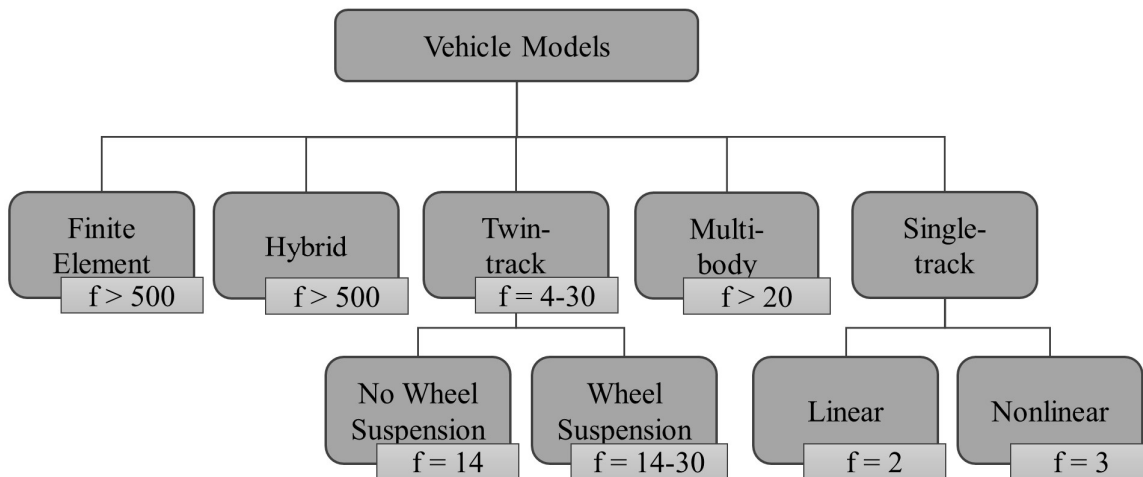 Vehicle Models
Finite
Element
f > 500
Hybrid
f > 500
Twin-
track
f = 4-30
Multi-
body
f > 20
Single-
track
No Wheel
Suspension
f = 14
Wheel
Suspension
f = 14-30
Linear
f = 2
Nonlinear
f = 3